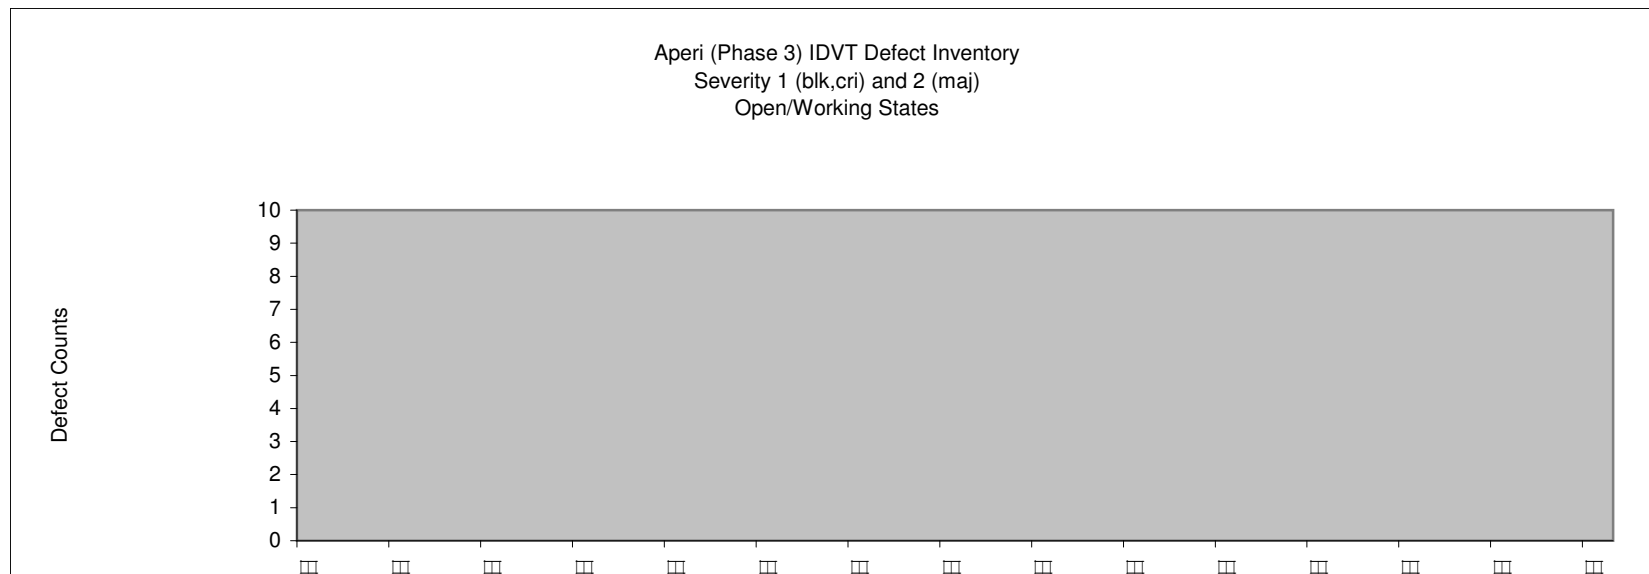 Aperi (Phase 3) IDVT Defect Inventory
Severity 1 (blk,cri) and 2 (maj)
Open/Working States
Defect Counts
10
9
8
7
6
5
4
3
2
1
0